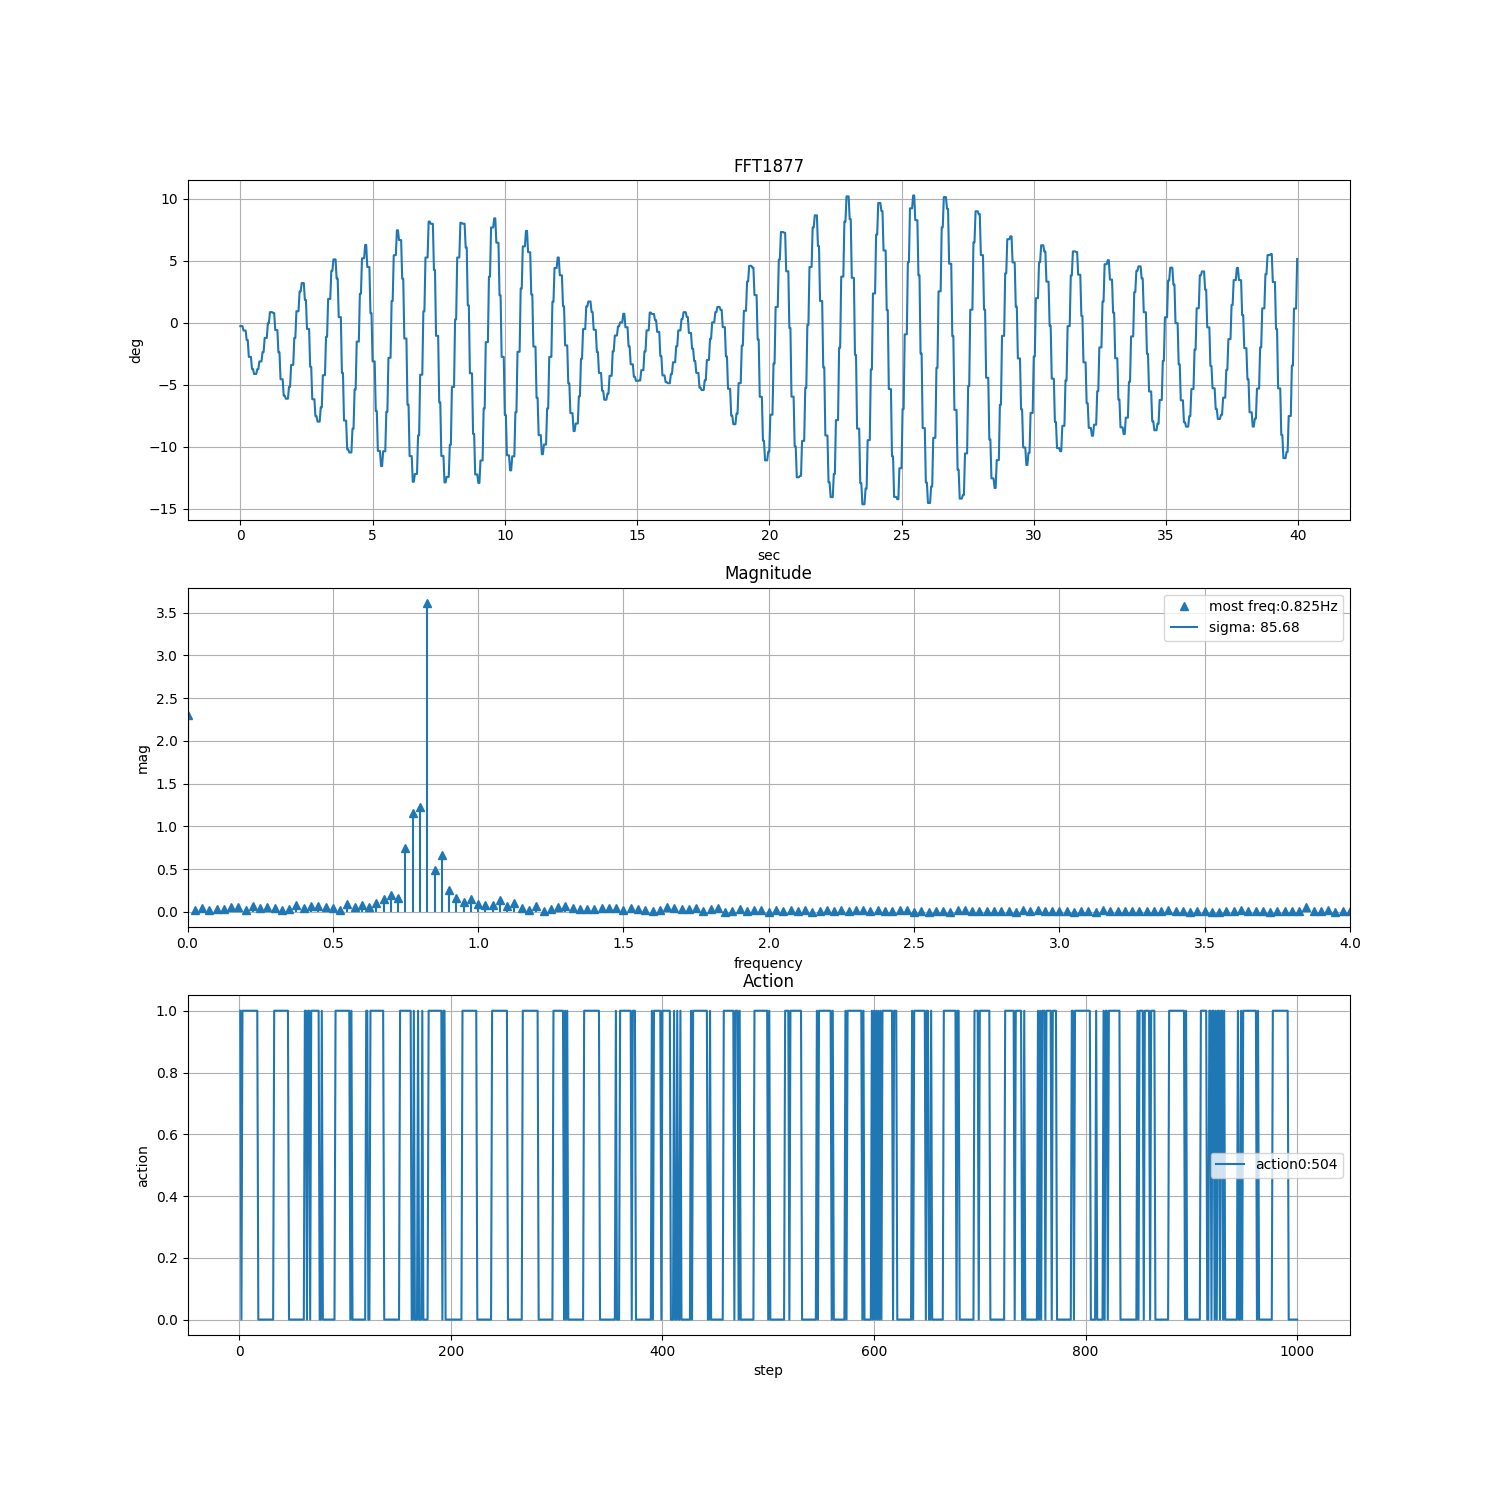 FFT1877
10
5
0
−5
−10
−15
deg
0 5 10 15 20 25 30 35 40
sec
Magnitude
3.5
3.0
2.5
2.0
1.5
1.0
0.5
0.0
mag
most freq:0.825Hz
sigma: 85.68
0.0 0.5 1.0 1.5 2.0 2.5 3.0 3.5 4.0
frequency
Action
1.0
0.8
0.6
0.4
0.2
0.0
action
action0:504
0 200 400 600 800 1000
step